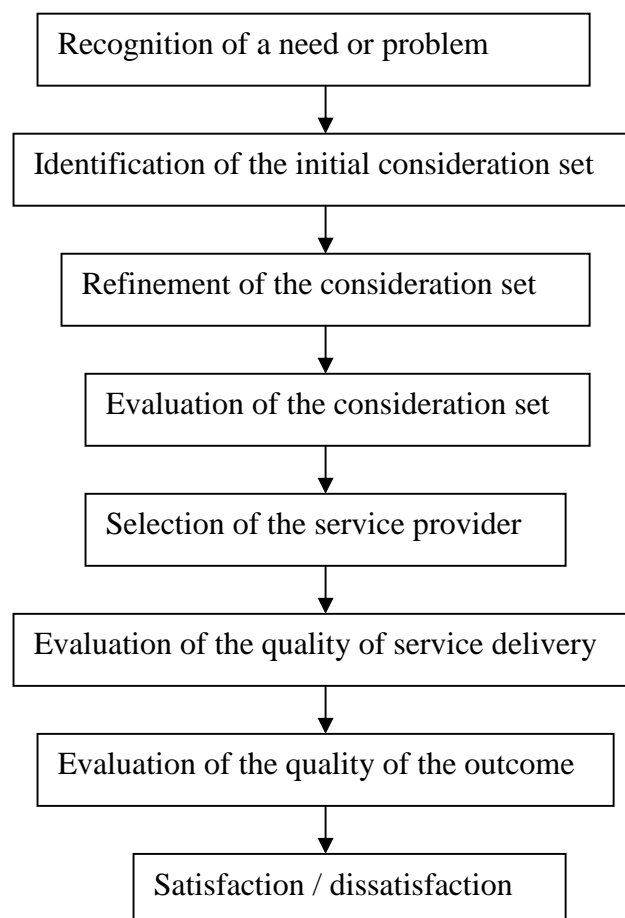 Recognition of a need or problem
Identification of the initial consideration set
Refinement of the consideration set
Evaluation of the consideration set
Selection of the service provider
Evaluation of the quality of service delivery
Evaluation of the quality of the outcome
Satisfaction / dissatisfaction